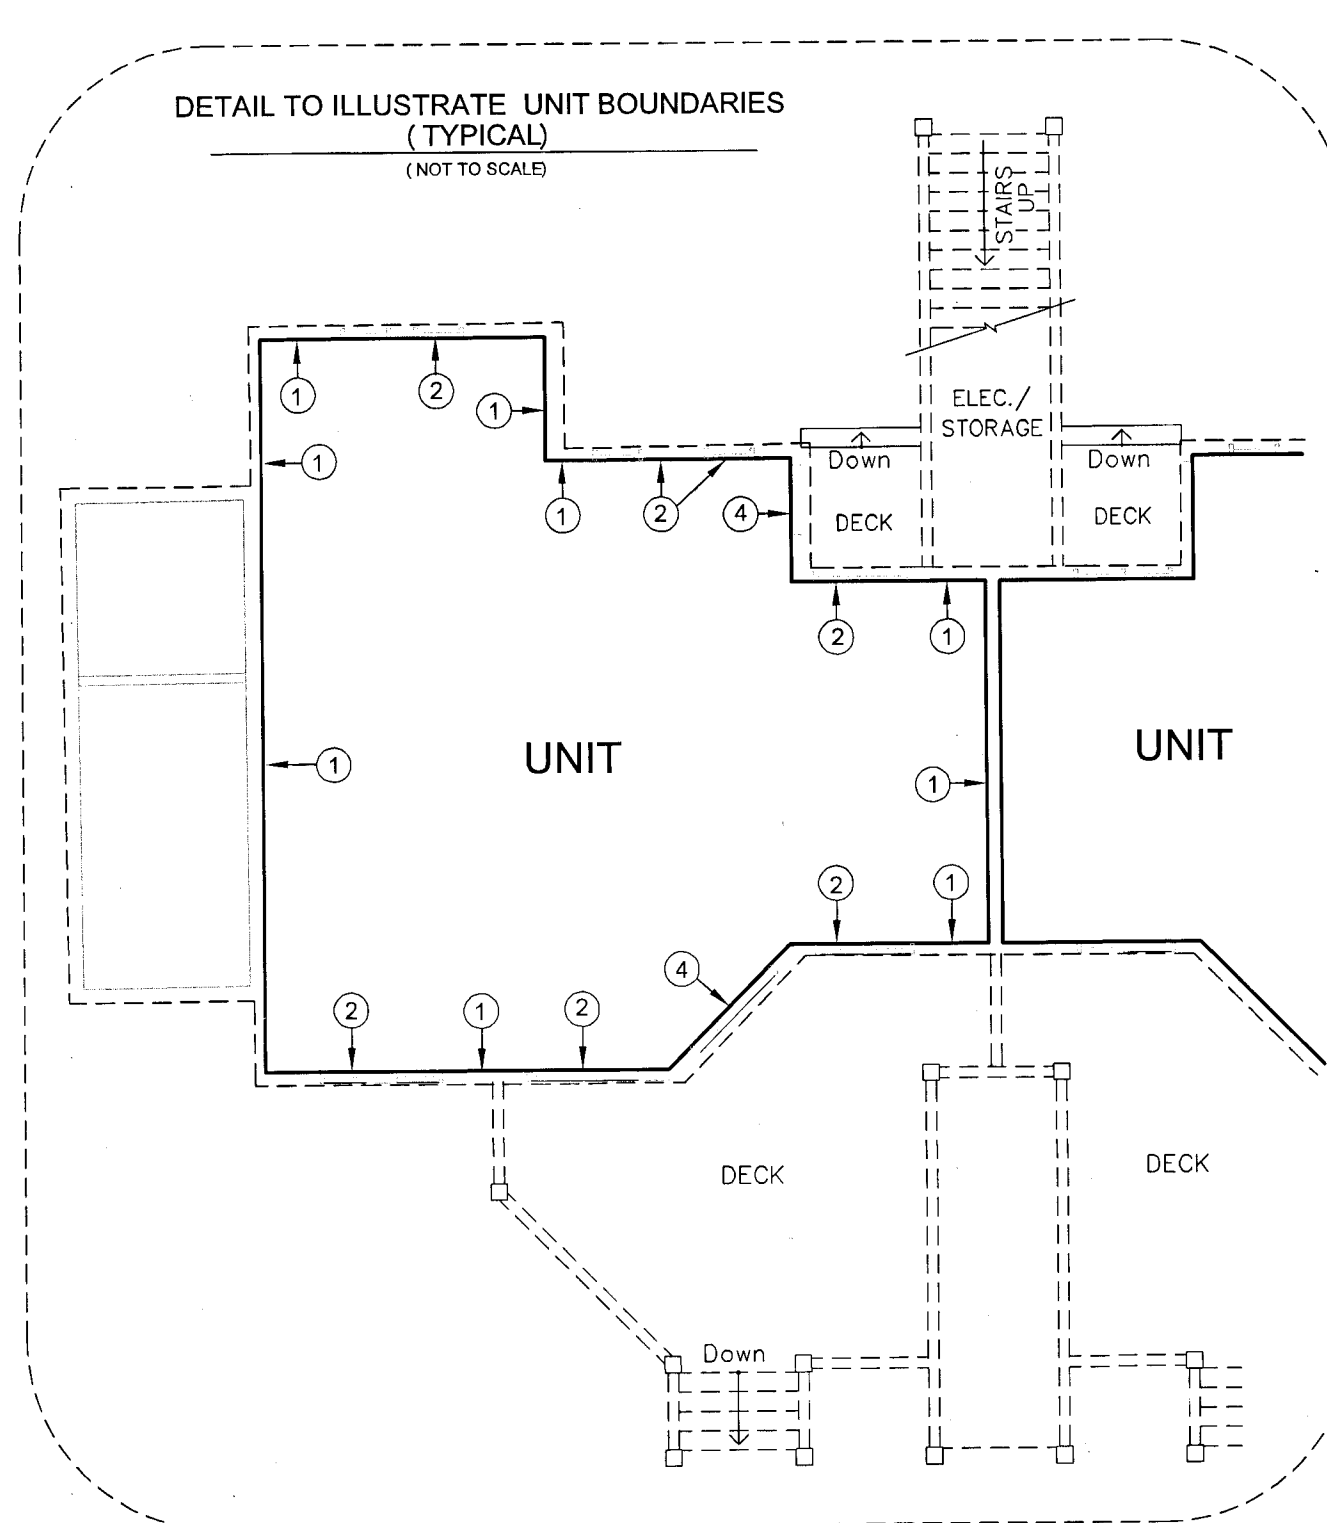 DETAIL TO ILLUSTRATE UNIT BOUNDARIES
( TYPICAL)
( NOT TO SCALE)
STAIRS
UP
1
2
1
ELEC./
STORAGE
Down
Down
1
1
2
4
DECK
DECK
2
1
UNIT
UNIT
1
1
2
1
4
2
1
2
DECK
DECK
Down